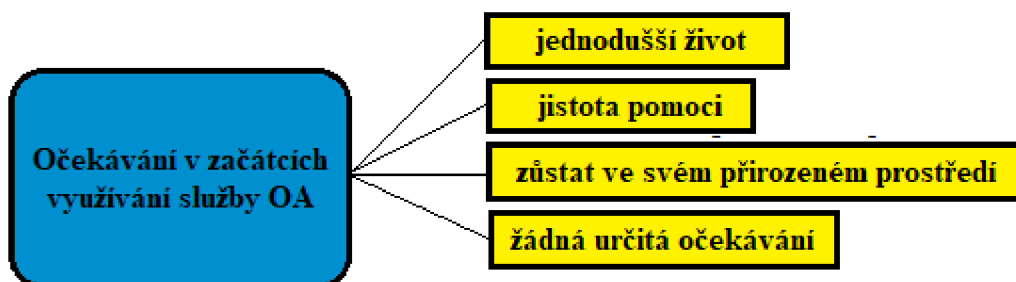 jednodušší život
jistota pomoci
Očekávání v začátcích
využívání služby OA
zůstat ve svém přirozeném prostředí
žádná určitá očekávání